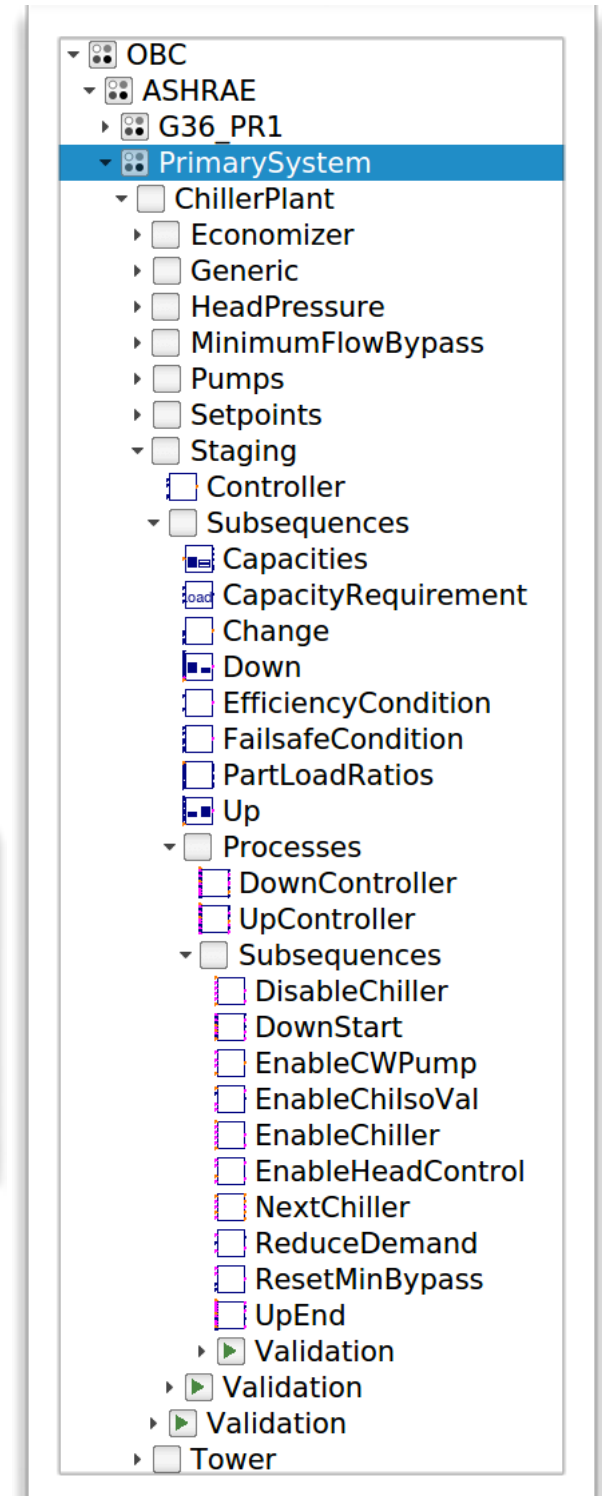 OBC
ASHRAE
G36_PR1
PrimarySystem
ChillerPlant
Economizer
Generic
HeadPressure
MinimumFlowBypass
Pumps
Setpoints
Staging
Controller
Subsequences
Capacities
load CapacityRequirement
Change
Down
EfficiencyCondition
FailsafeCondition
PartLoadRatios
Up
Processes
DownController
UpController
Subsequences
DisableChiller
DownStart
EnableCWPump
EnableChiIsoVal
EnableChiller
EnableHeadControl
NextChiller
ReduceDemand
ResetMinBypass
UpEnd
Validation
Validation
Validation
Tower